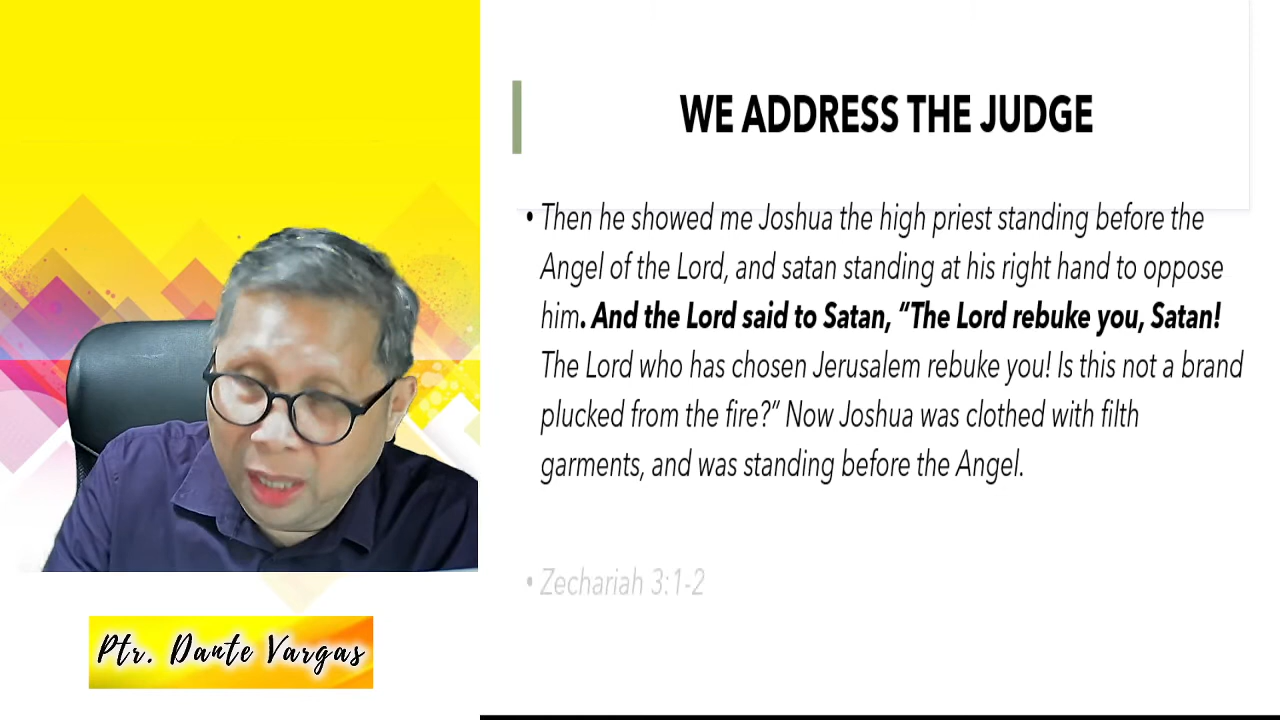 WE ADDRESS THE JUDGE
• Then he showed me Joshua the high priest standing before the
Angel of the Lord, and satan standing at his right hand to oppose
him. And the Lord said to Satan, “The Lord rebuke you, Satan!
The Lord who has chosen Jerusalem rebuke you! Is this not a brand
plucked from the fire?” Now Joshua was clothed with filth
garments, and was standing before the Angel.
• Zechariah 3:1-2
Ptr. Dante Vargas